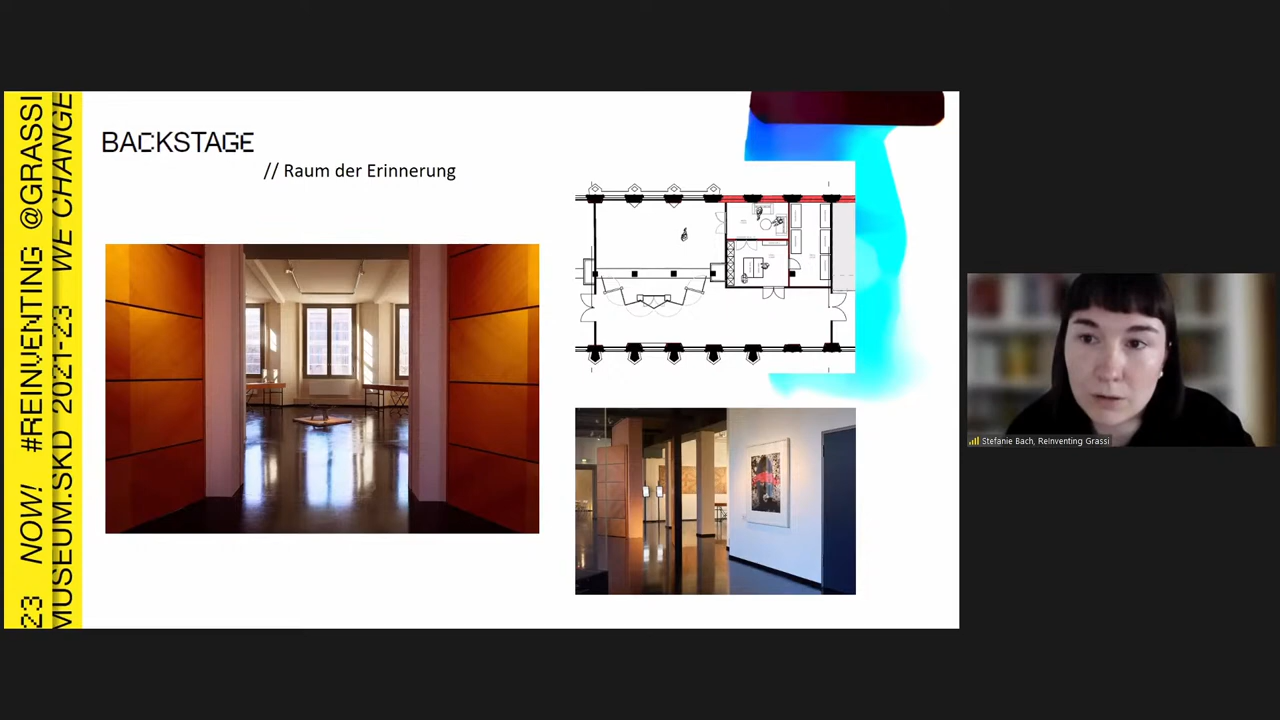 BACKSTAGE
// Raum der Erinnerung
23 NOW! #REINVENTING @GRASSI
MUSEUM.SKD 2021-23 WE CHANGE
Stefanie Bach, Reinventing Grassi